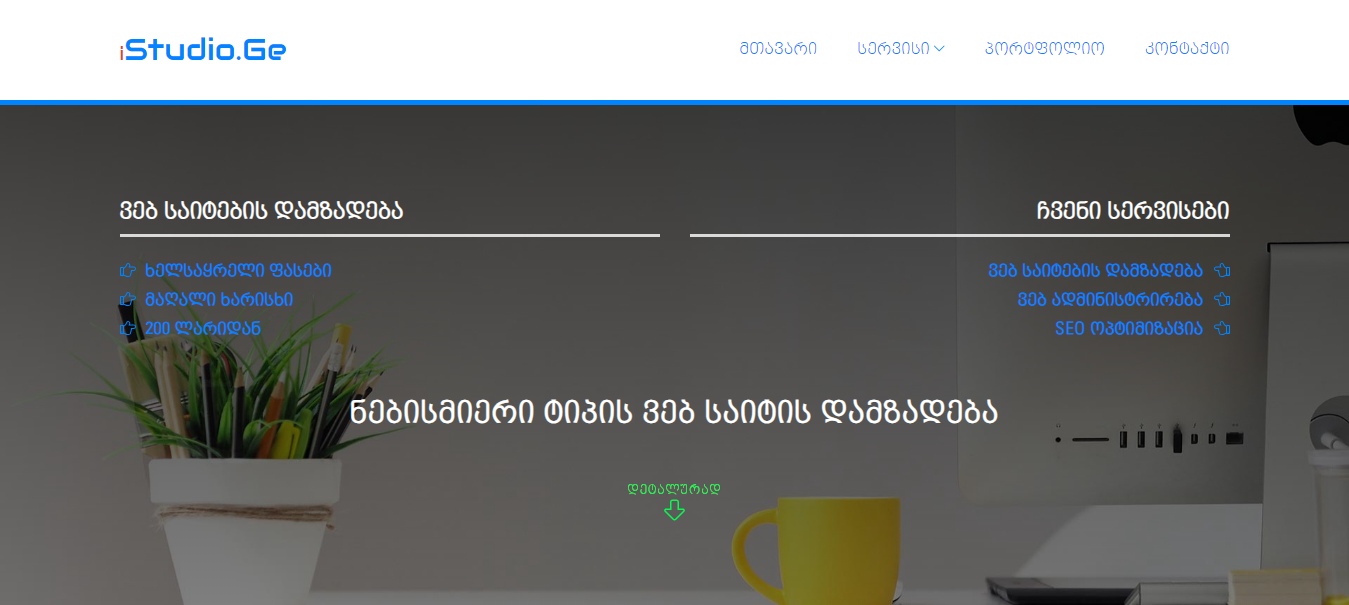 iStudio.Ge
მთავარი
სერვისი
პორტფოლიო
კონტაქტი
ვებ საიტების დამზადება
ხელსაყრელი ფასები
მაღალი ხარისხი
200 ლარიდან
ჩვენი სერვისები
ვებ საიტების დამზადება
ვებ ადმინისტრირება
SEO ოპტიმიზაცია
ნებისმიერი ტიპის ვებ საიტის დამზადება
დეტალურად